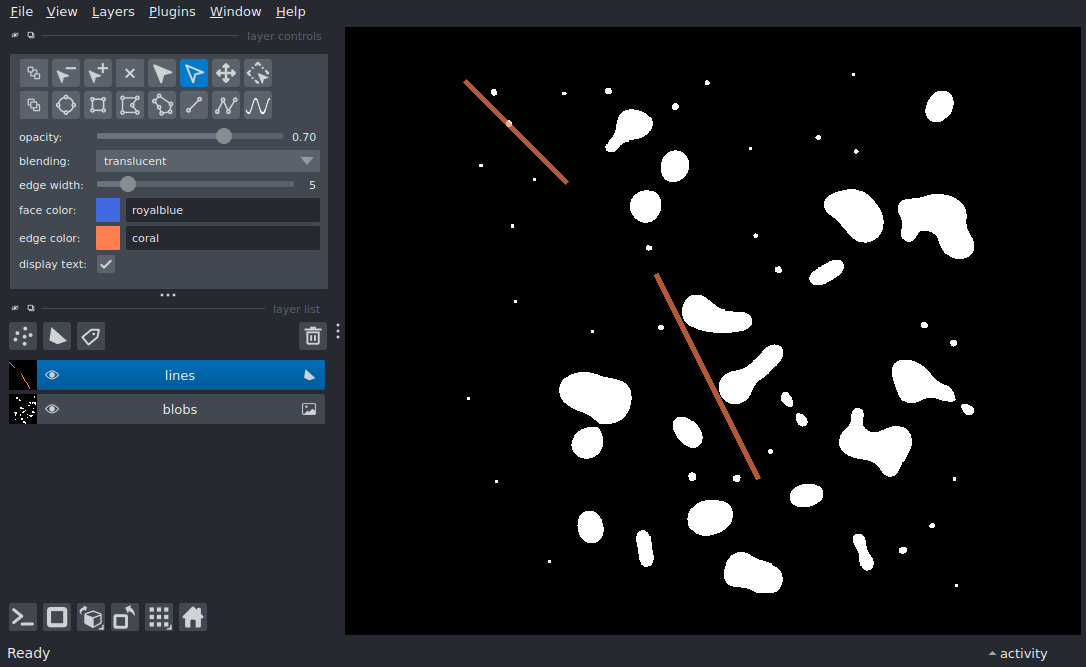 File View Layers Plugins Window Help
layer controls
opacity: 0.70
blending: translucent
edge width: 5
face color: royalblue
edge color: coral
display text:
layer list
lines
blobs
Ready activity